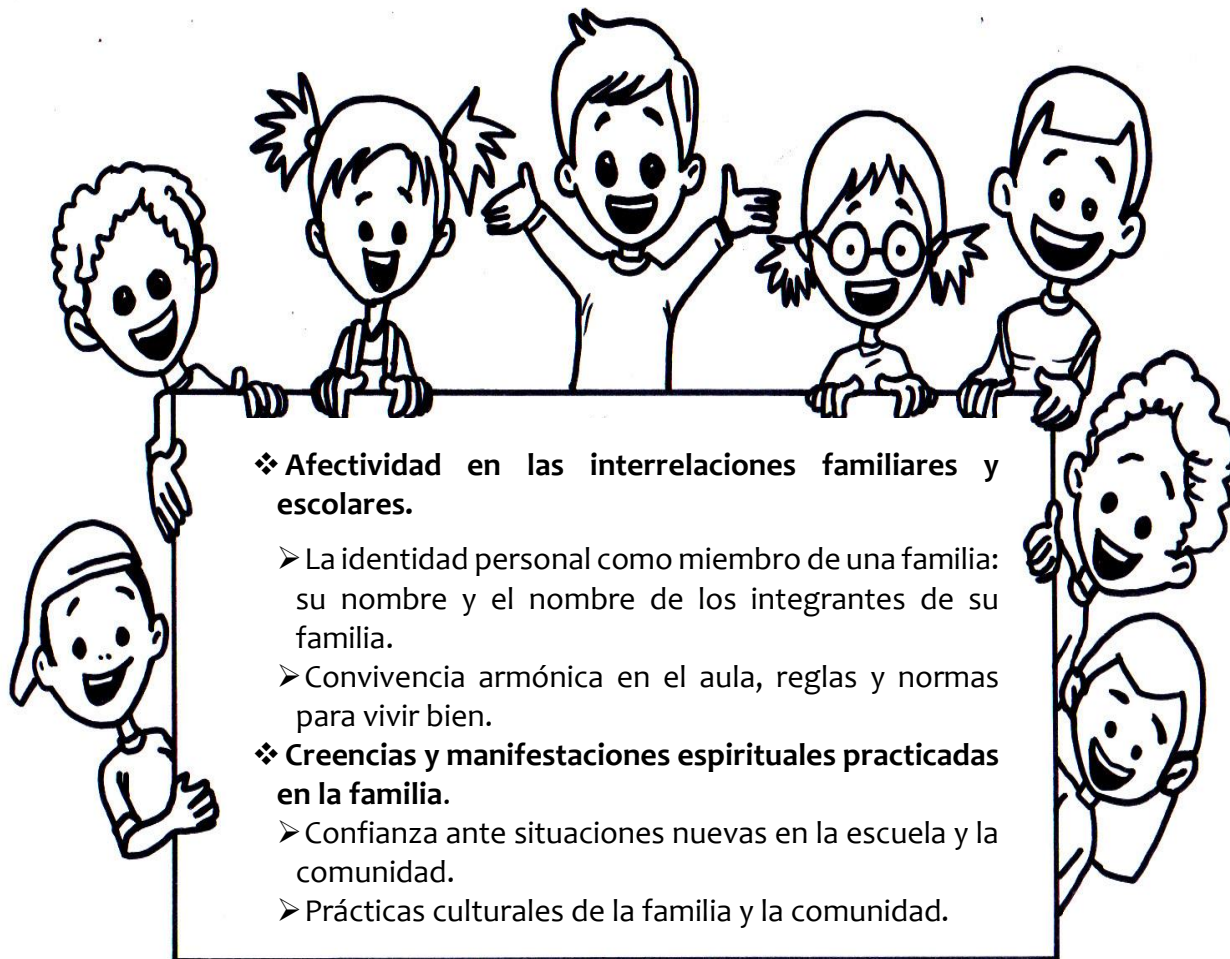 ❖ Afectividad en las interrelaciones familiares y
escolares.
➢ La identidad personal como miembro de una familia:
su nombre y el nombre de los integrantes de su
familia.
➢ Convivencia armónica en el aula, reglas y normas
para vivir bien.
❖ Creencias y manifestaciones espirituales practicadas
en la familia.
➢ Confianza ante situaciones nuevas en la escuela y la
comunidad.
➢ Prácticas culturales de la familia y la comunidad.